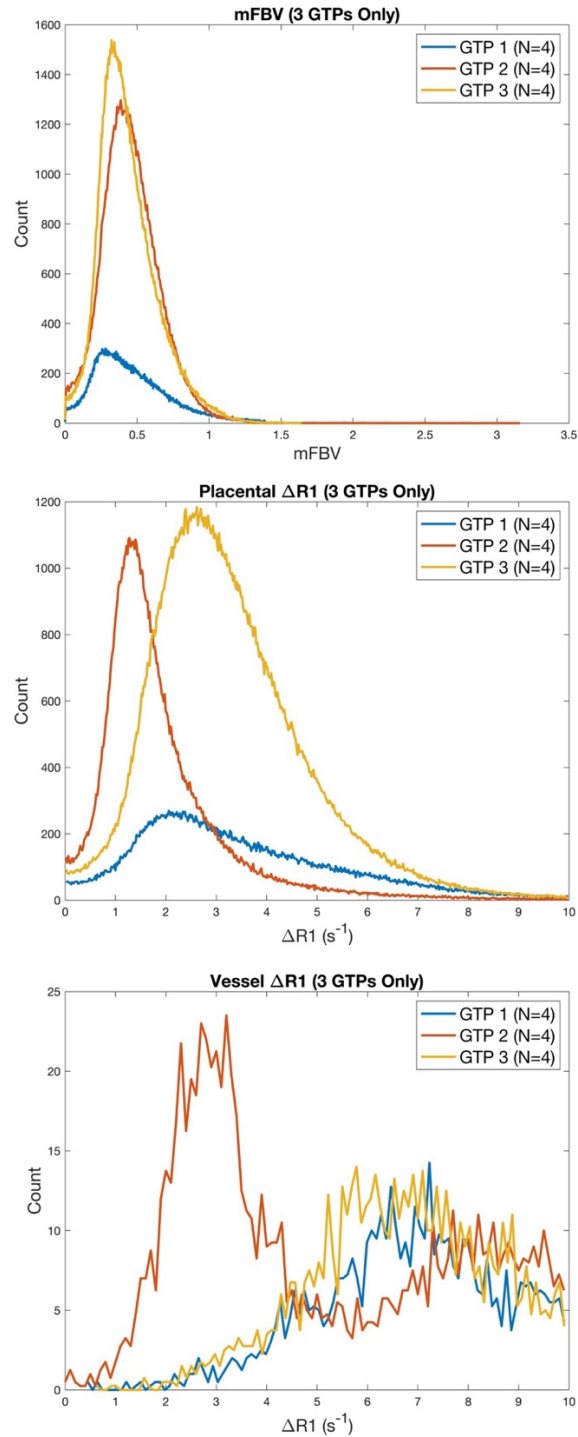 mFBV (3 GTPs Only)
1600
1400
1200
1000
800
600
400
200
0
Count
GTP 1 (N=4)
GTP 2 (N=4)
GTP 3 (N=4)
0 0.5 1 1.5 2 2.5 3 3.5
mFBV
Placental ΔR1 (3 GTPs Only)
1200
1000
800
600
400
200
0
Count
GTP 1 (N=4)
GTP 2 (N=4)
GTP 3 (N=4)
0 1 2 3 4 5 6 7 8 9 10
ΔR1 (s⁻¹)
Vessel ΔR1 (3 GTPs Only)
25
20
15
10
5
0
Count
GTP 1 (N=4)
GTP 2 (N=4)
GTP 3 (N=4)
0 1 2 3 4 5 6 7 8 9 10
ΔR1 (s⁻¹)